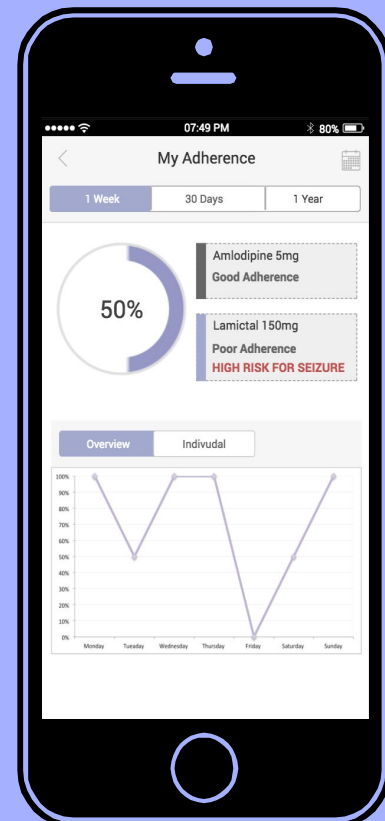 07:49 PM
80%
My Adherence
1 Week
30 Days
1 Year
50%
Amlodipine 5mg
Good Adherence
Lamictal 150mg
Poor Adherence
HIGH RISK FOR SEIZURE
Overview
Indivudal
100%
90%
80%
70%
60%
50%
40%
30%
20%
10%
0%
Monday Tuesday Wednesday Thursday Friday Saturday Sunday